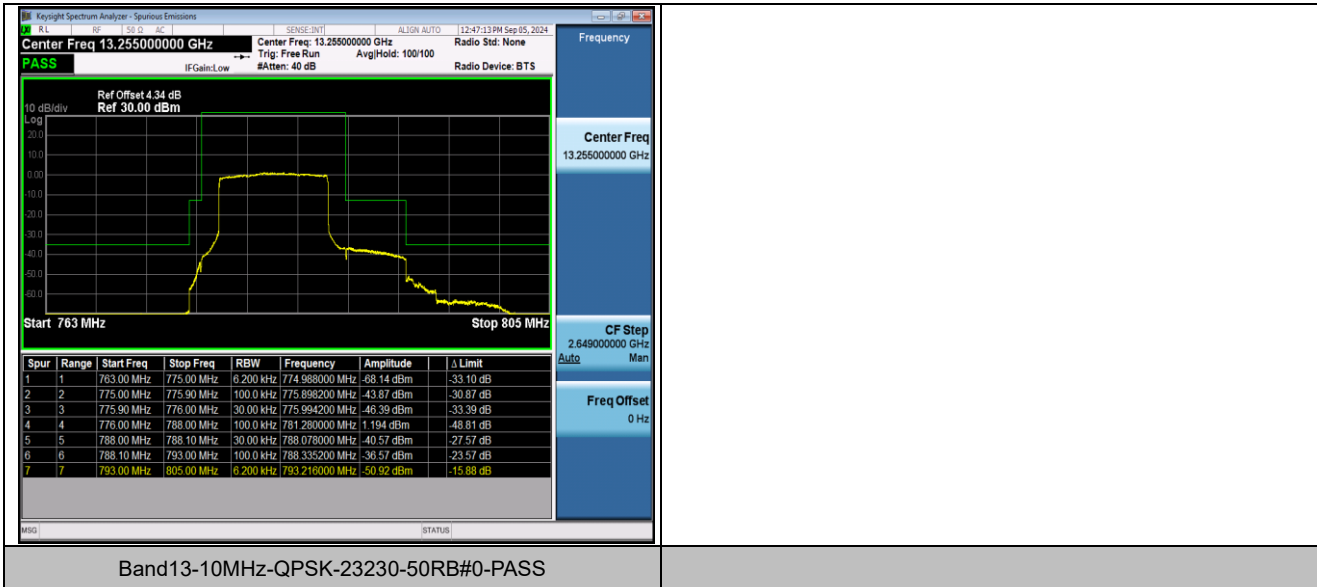 Keysight Spectrum Analyzer - Spurious Emissions
RL RF 50 Ω AC SENSE:INT ALIGN AUTO 12:47:13 PM Sep 05, 2024
Center Freq 13.255000000 GHz Center Freq: 13.255000000 GHz Radio Std: None Frequency
Trig: Free Run Avg|Hold: 100/100
PASS IFGain:Low #Atten: 40 dB Radio Device: BTS
Ref Offset 4.34 dB
10 dB/div Ref 30.00 dBm
Log
20.0
10.0
0.00
-10.0
-20.0
-30.0
-40.0
-50.0
-60.0
Start 763 MHz Stop 805 MHz
Center Freq
13.255000000 GHz
CF Step
2.649000000 GHz
Auto Man
Freq Offset
0 Hz
Spur Range Start Freq Stop Freq RBW Frequency Amplitude Δ Limit
1 1 763.00 MHz 775.00 MHz 6.200 kHz 774.988000 MHz -68.14 dBm -33.10 dB
2 2 775.00 MHz 775.90 MHz 100.0 kHz 775.898200 MHz -43.87 dBm -30.87 dB
3 3 775.90 MHz 776.00 MHz 30.00 kHz 775.994200 MHz -46.39 dBm -33.39 dB
4 4 776.00 MHz 788.00 MHz 100.0 kHz 781.280000 MHz 1.194 dBm -48.81 dB
5 5 788.00 MHz 788.10 MHz 30.00 kHz 788.078000 MHz -40.57 dBm -27.57 dB
6 6 788.10 MHz 793.00 MHz 100.0 kHz 788.335200 MHz -36.57 dBm -23.57 dB
7 7 793.00 MHz 805.00 MHz 6.200 kHz 793.216000 MHz -50.92 dBm -15.88 dB
MSG STATUS
Band13-10MHz-QPSK-23230-50RB#0-PASS